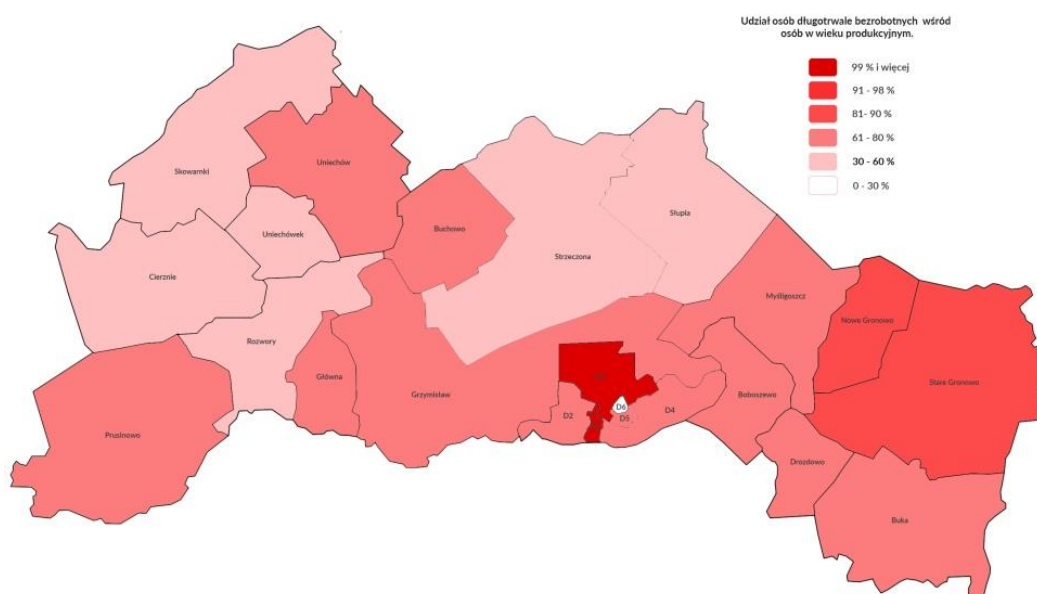 Udział osób długotrwale bezrobotnych wśród
osób w wieku produkcyjnym.
99 % i więcej
91 - 98 %
81- 90 %
61 - 80 %
30 - 60 %
0 - 30 %
Skowarnki
Uniechów
Uniechówek
Buchowo
Słupia
Strzeczona
Cierznie
Myśligoszcz
Nowe Gronowo
Rozwory
Główna
Grzymisław
Stare Gronowo
Boboszewo
D2
D6
D5
D4
Prusinowo
Drozdowo
Buka